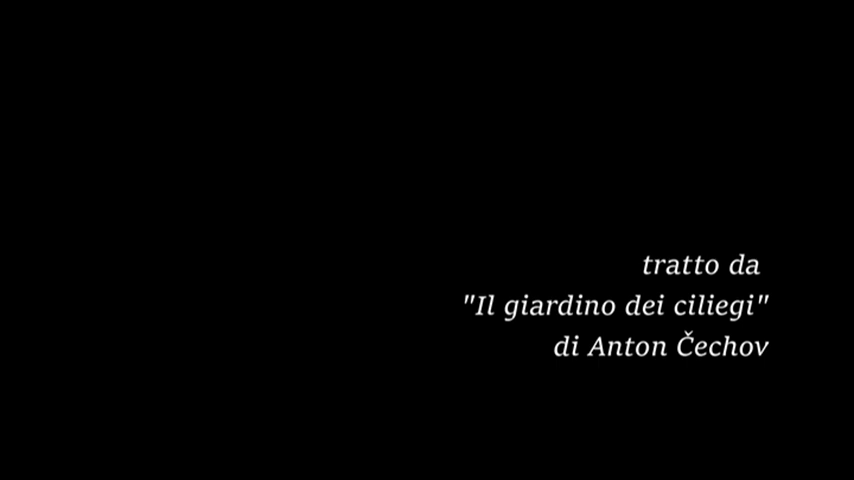 tratto da
"Il giardino dei ciliegi"
di Anton Čechov